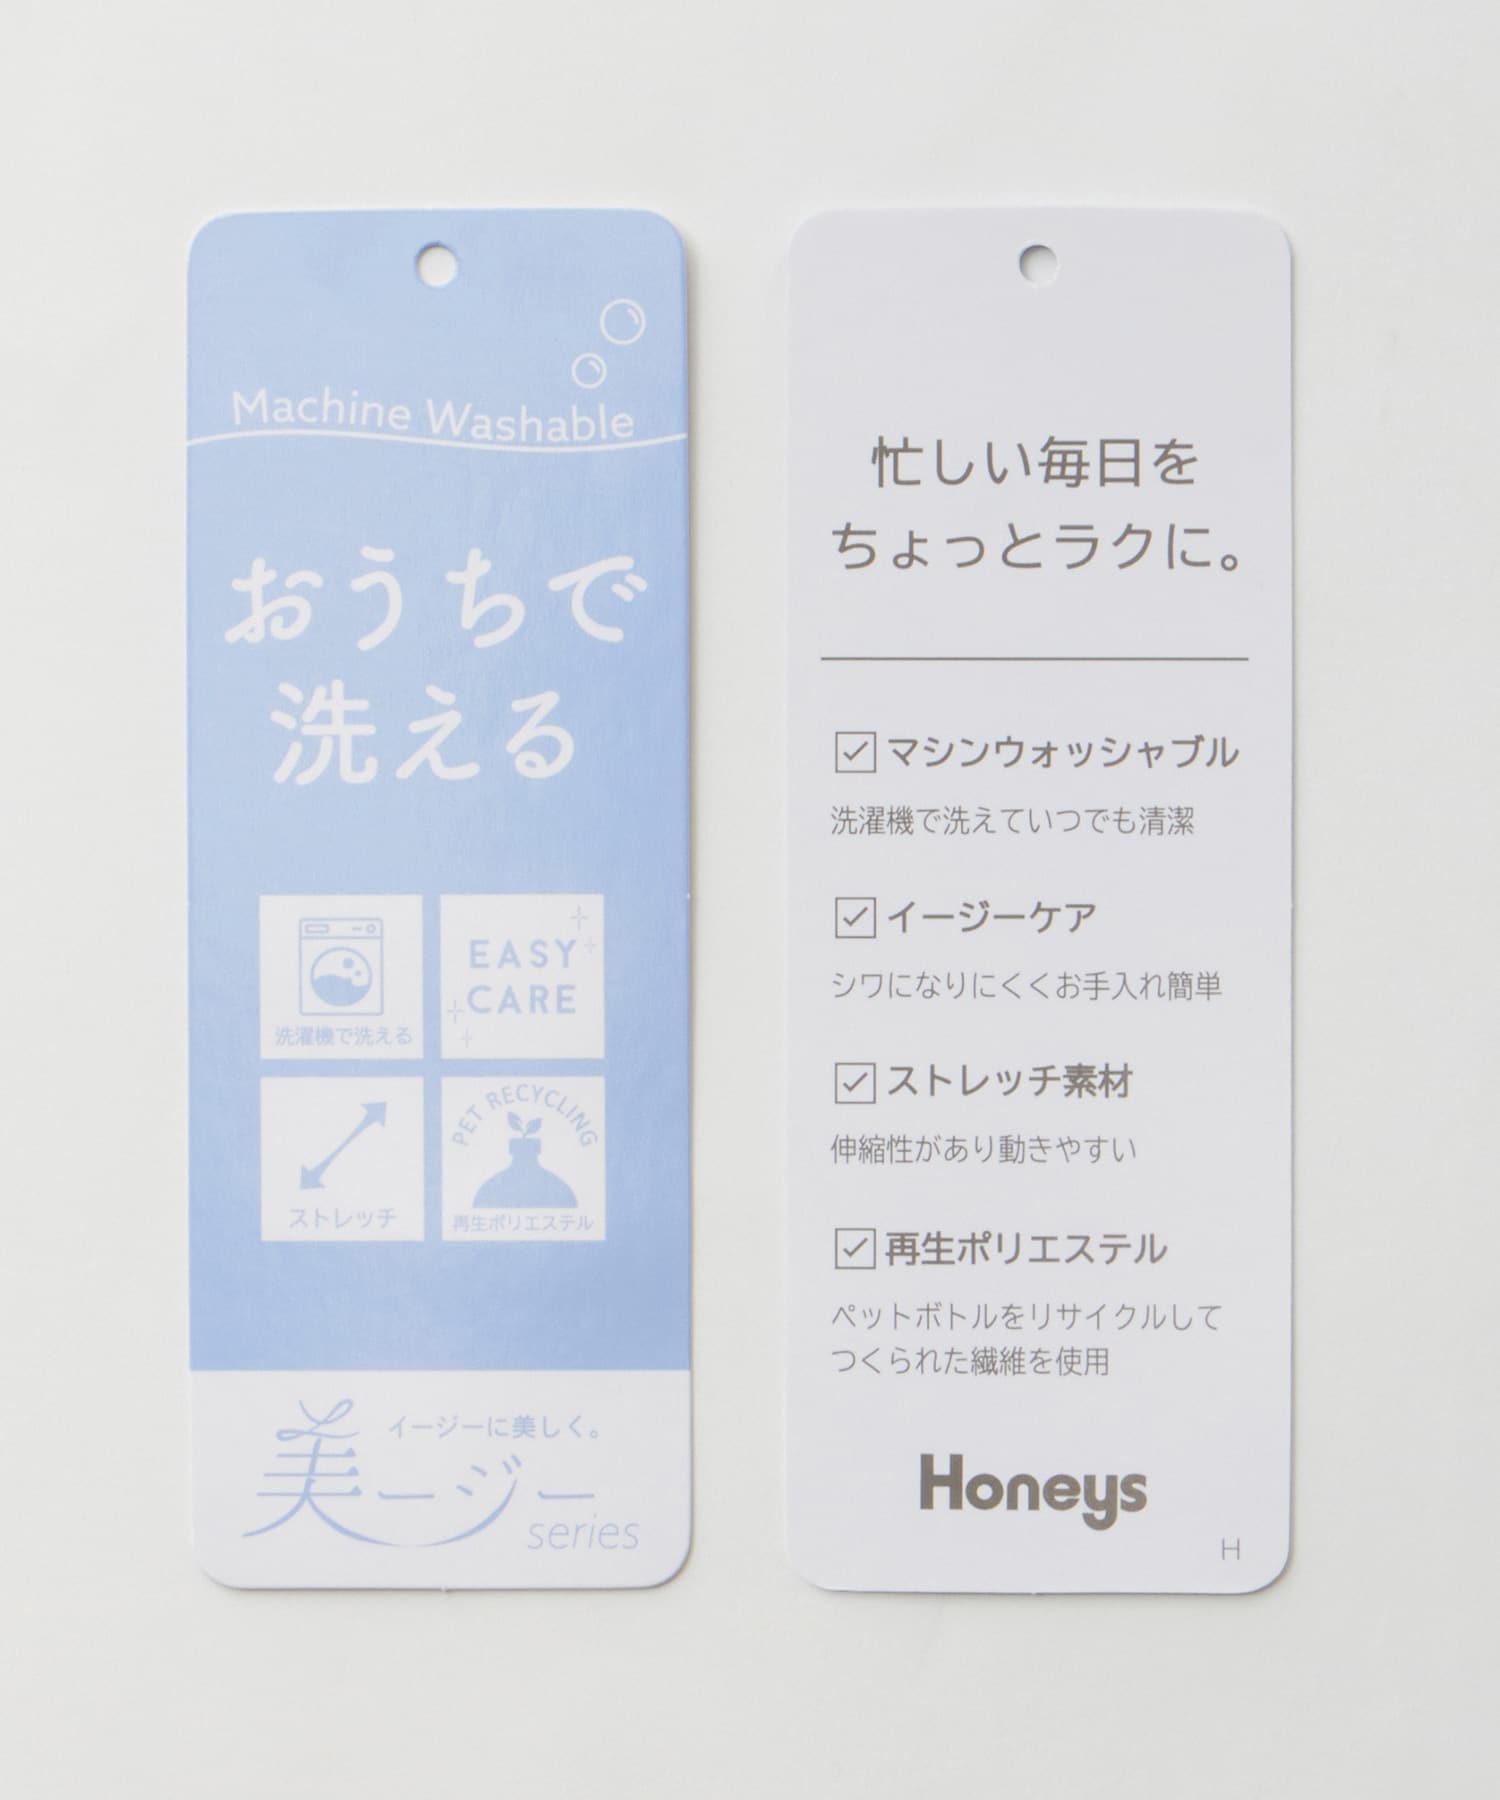 Machine Washable
おうちで
洗える
洗濯機で洗える
EASY
CARE
ストレッチ
PET RECYCLING
再生ポリエステル
イージーに美しく。
美ージー
series
忙しい毎日を
ちょっとラクに。
マシンウォッシャブル
洗濯機で洗えていつでも清潔
イージーケア
シワになりにくくお手入れ簡単
ストレッチ素材
伸縮性があり動きやすい
再生ポリエステル
ペットボトルをリサイクルして
つくられた繊維を使用
Honeys
H